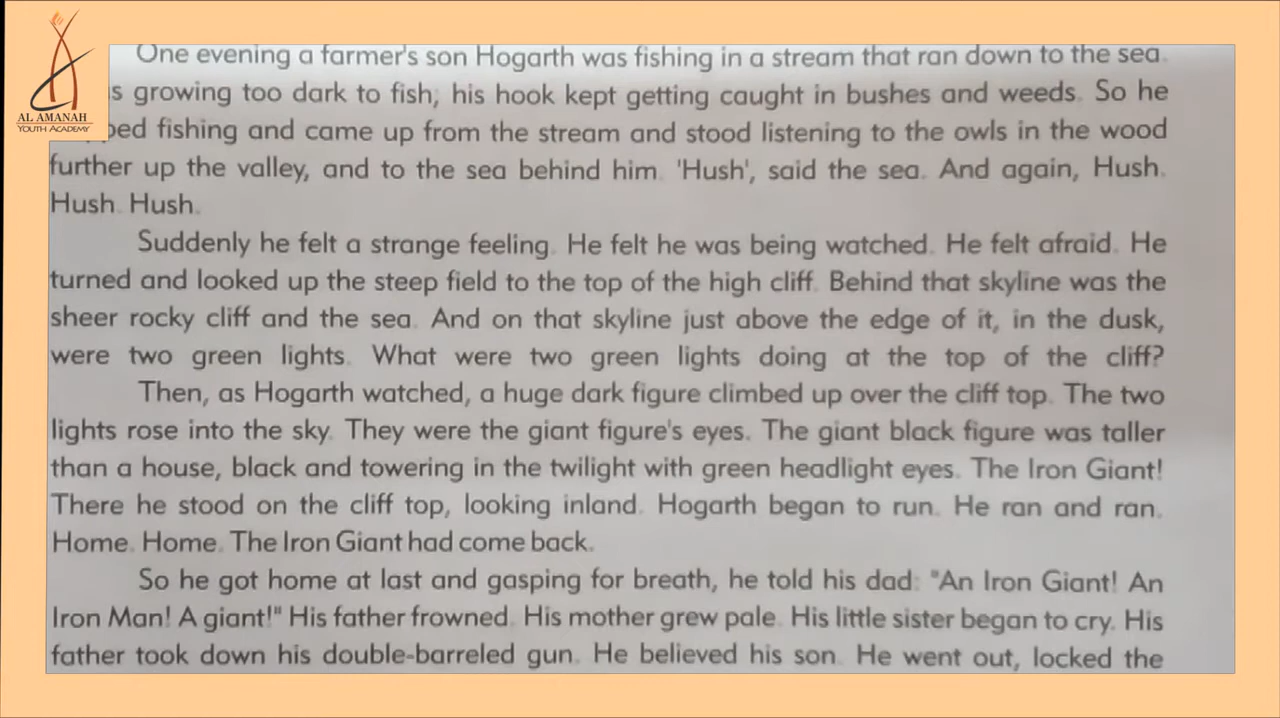 AL AMANAH
YOUTH ACADEMY
One evening a farmer's son Hogarth was fishing in a stream that ran down to the sea.
growing too dark to fish, his hook kept getting caught in bushes and weeds. So he
fishing and came up from the stream and stood listening to the owls in the wood
further up the valley, and to the sea behind him. 'Hush', said the sea. And again, Hush.
Hush. Hush.
Suddenly he felt a strange feeling. He felt he was being watched. He felt afraid. He
turned and looked up the steep field to the top of the high cliff. Behind that skyline was the
sheer rocky cliff and the sea. And on that skyline just above the edge of it, in the dusk,
were two green lights. What were two green lights doing at the top of the cliff?
Then, as Hogarth watched, a huge dark figure climbed up over the cliff top. The two
lights rose into the sky. They were the giant figure's eyes. The giant black figure was taller
than a house, black and towering in the twilight with green headlight eyes. The Iron Giant!
There he stood on the cliff top, looking inland. Hogarth began to run. He ran and ran.
Home. Home. The Iron Giant had come back.
So he got home at last and gasping for breath, he told his dad: "An Iron Giant! An
Iron Man! A giant!" His father frowned. His mother grew pale. His little sister began to cry. His
father took down his double-barreled gun. He believed his son. He went out, locked the